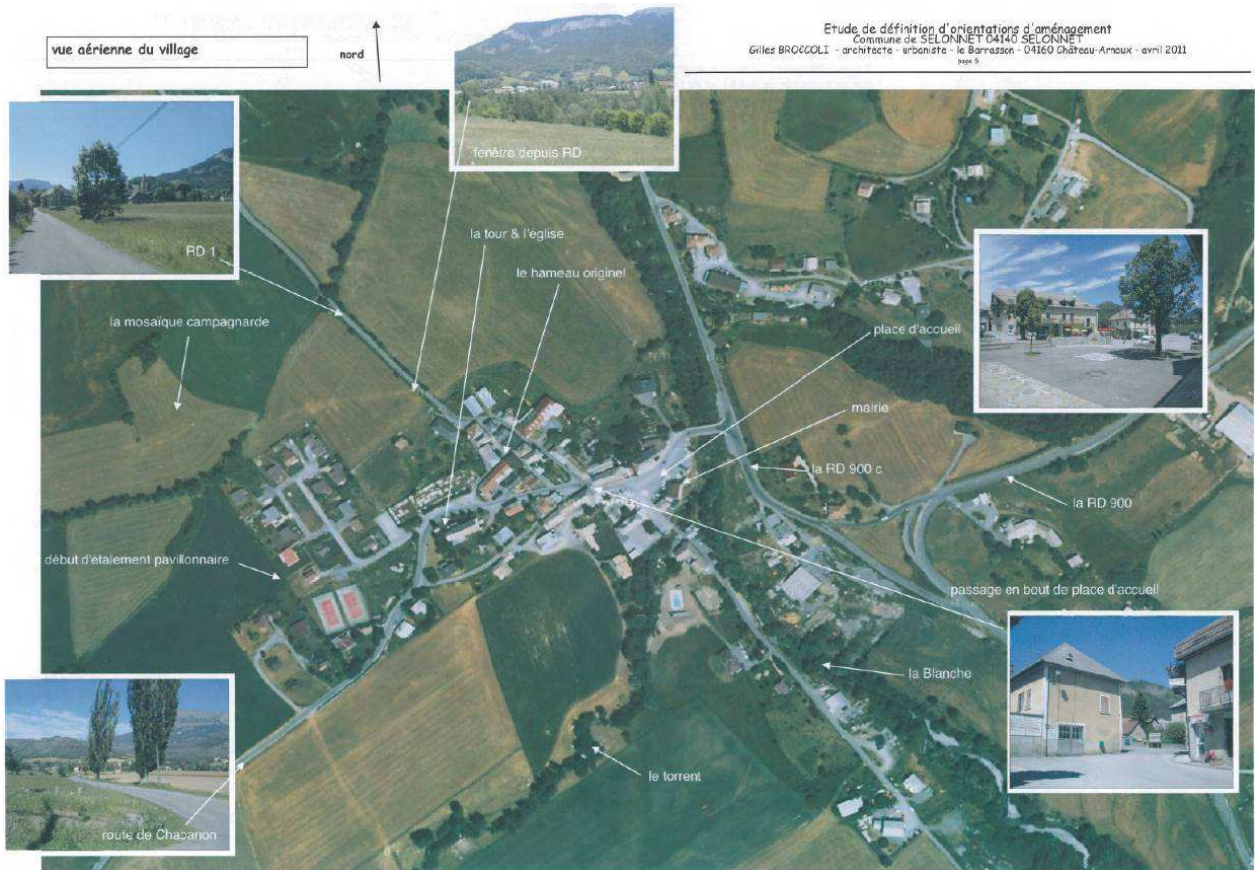 vue aérienne du village
nord
Etude de définition d'orientations d'aménagement
Commune de SELONNET 04140 SELONNET
Gilles BROCCOLI - architecte - urbaniste - le Barrasson - 04160 Château-Arnoux - avril 2011
page 5
fenêtre depuis RD
RD 1
la tour & l'église
le hameau originel
la mosaïque campagnarde
place d'accueil
mairie
la RD 900 c
la RD 900
début d'étalement pavillonnaire
passage en bout de place d'accueil
la Blanche
le torrent
route de Chabanon